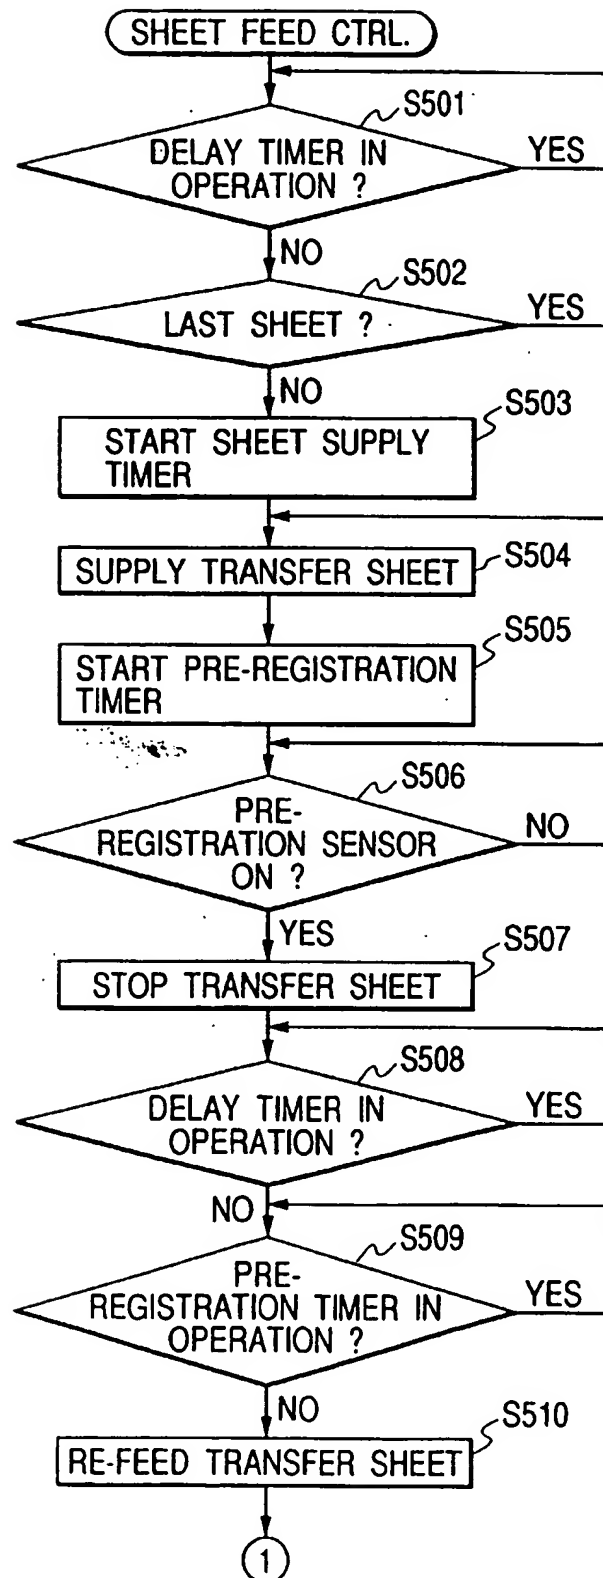 SHEET FEED CTRL.
S501
DELAY TIMER IN
OPERATION ?
YES
NO
S502
LAST SHEET ?
YES
NO
S503
START SHEET SUPPLY
TIMER
S504
SUPPLY TRANSFER SHEET
S505
START PRE-REGISTRATION
TIMER
S506
PRE-
REGISTRATION SENSOR
ON ?
NO
YES
S507
STOP TRANSFER SHEET
S508
DELAY TIMER IN
OPERATION ?
YES
NO
S509
PRE-
REGISTRATION TIMER IN
OPERATION ?
YES
NO
S510
RE-FEED TRANSFER SHEET
1